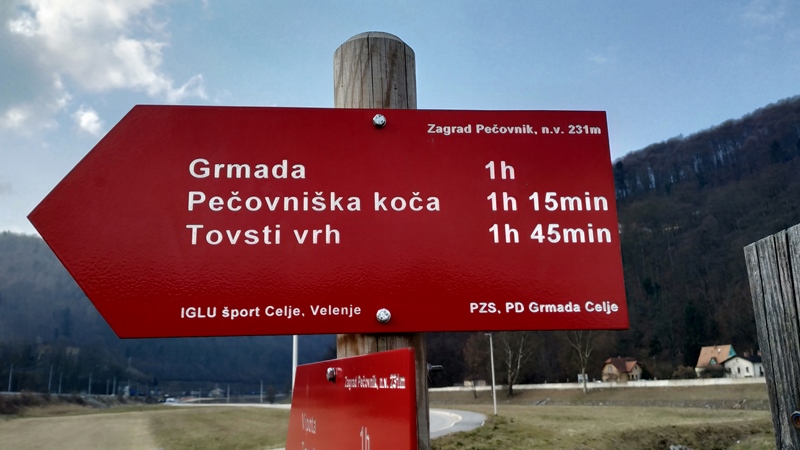 Zagrad Pečovnik, n.v. 231m
Grmada 1h
Pečovniška koča 1h 15min
Tovsti vrh 1h 45min
IGLU šport Celje, Velenje PZS, PD Grmada Celje
Zagrad Pečovnik, n.v. 231m
Vipota
1h